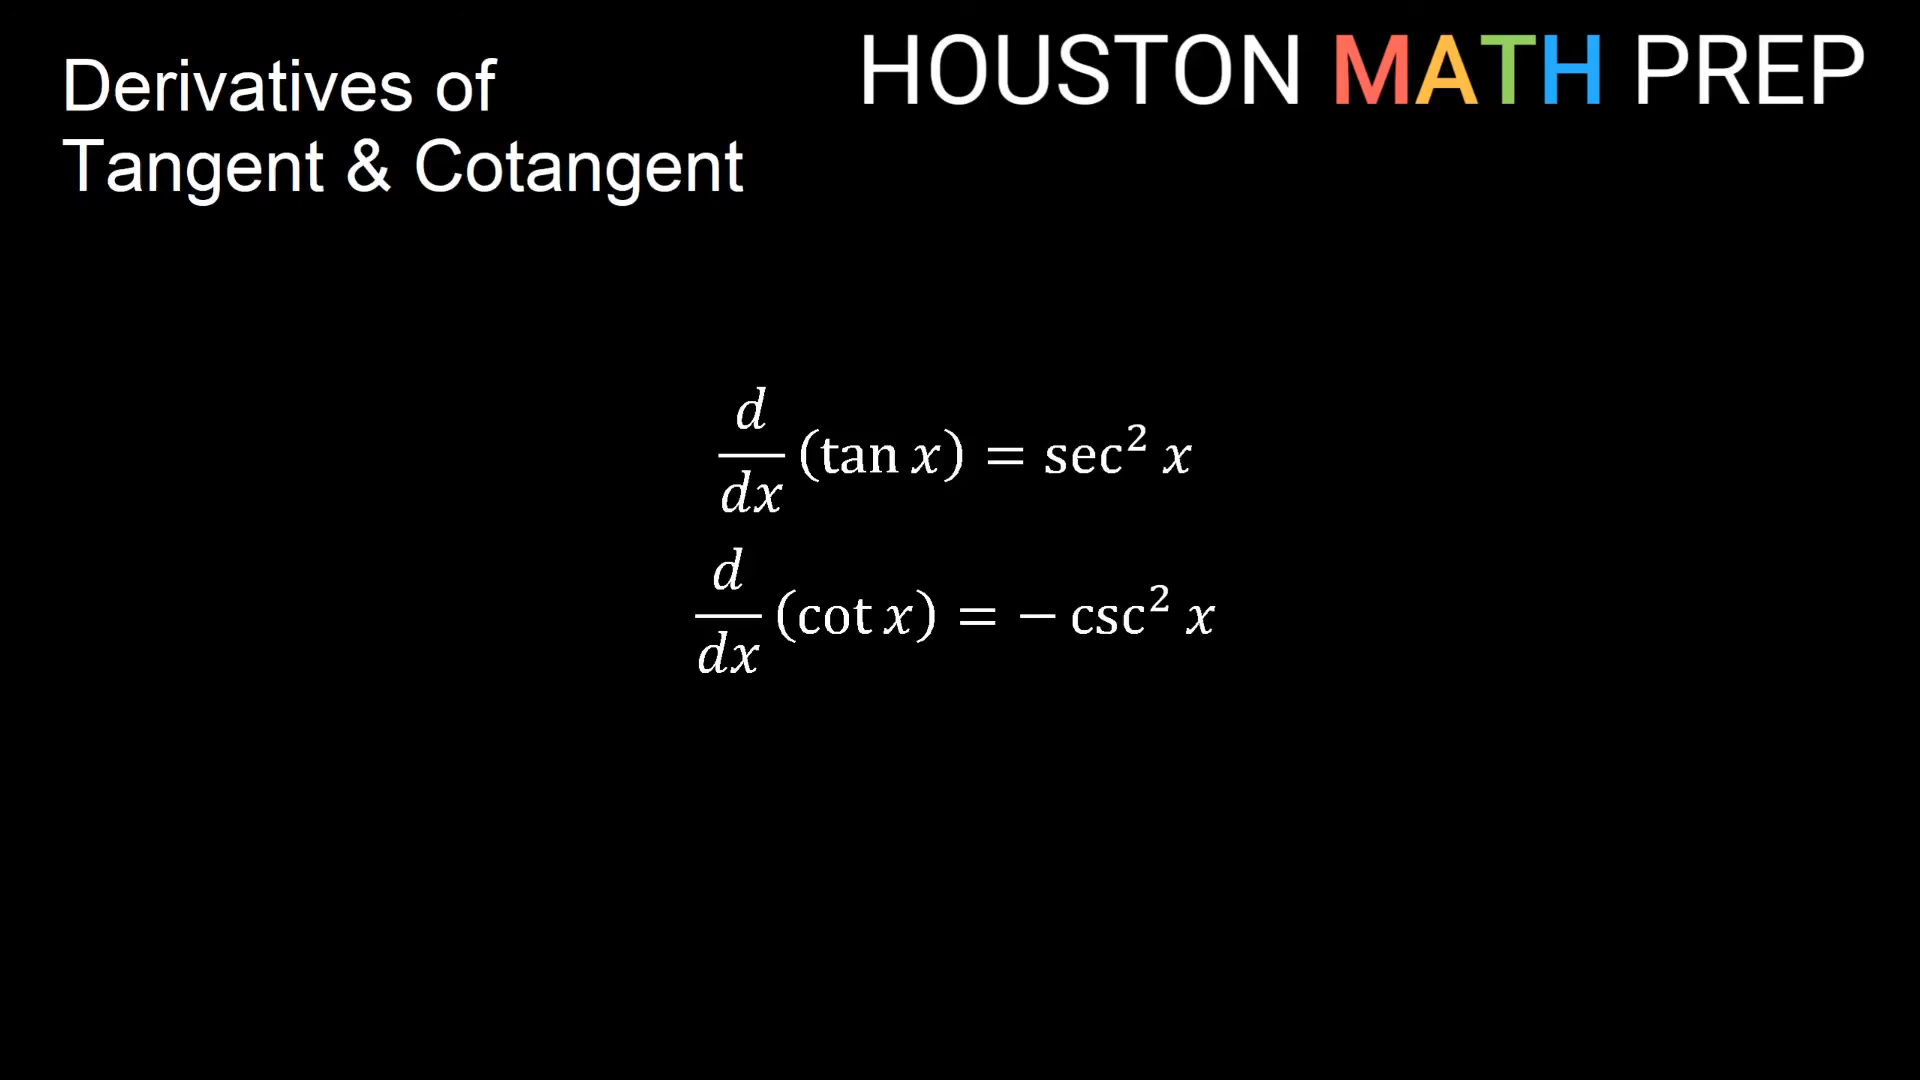 Derivatives of
Tangent & Cotangent
HOUSTON MATH PREP
d/dx (tan x) = sec² x
d/dx (cot x) = − csc² x